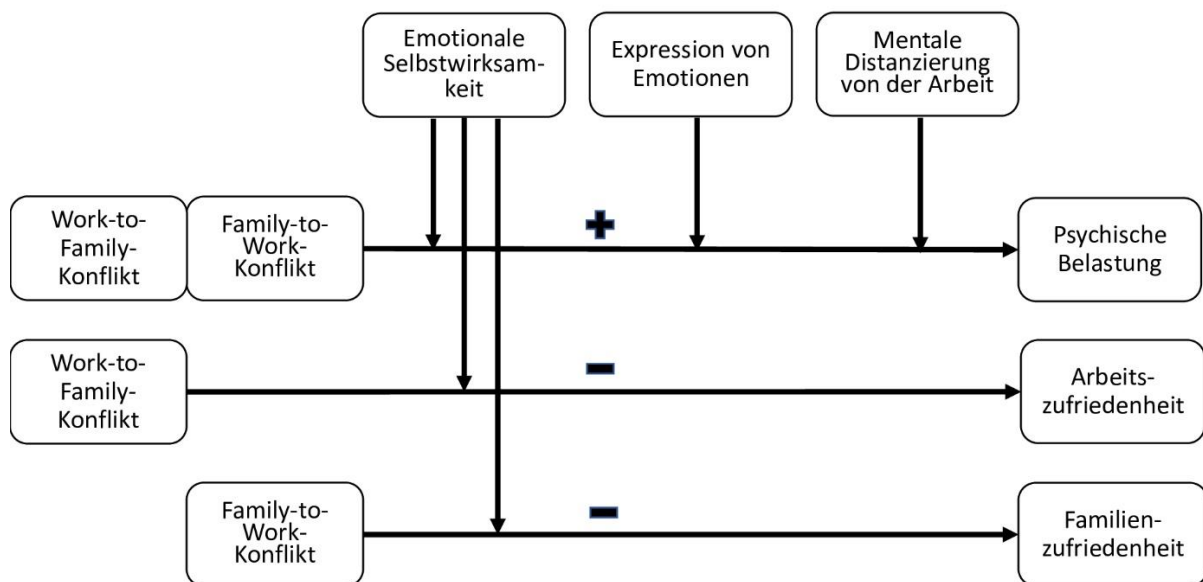 Emotionale
Selbstwirksam-
keit
Expression von
Emotionen
Mentale
Distanzierung
von der Arbeit
Work-to-
Family-
Konflikt
Family-to-
Work-
Konflikt
+
Psychische
Belastung
Work-to-
Family-
Konflikt
-
Arbeits-
zufriedenheit
Family-to-
Work-
Konflikt
-
Familien-
zufriedenheit